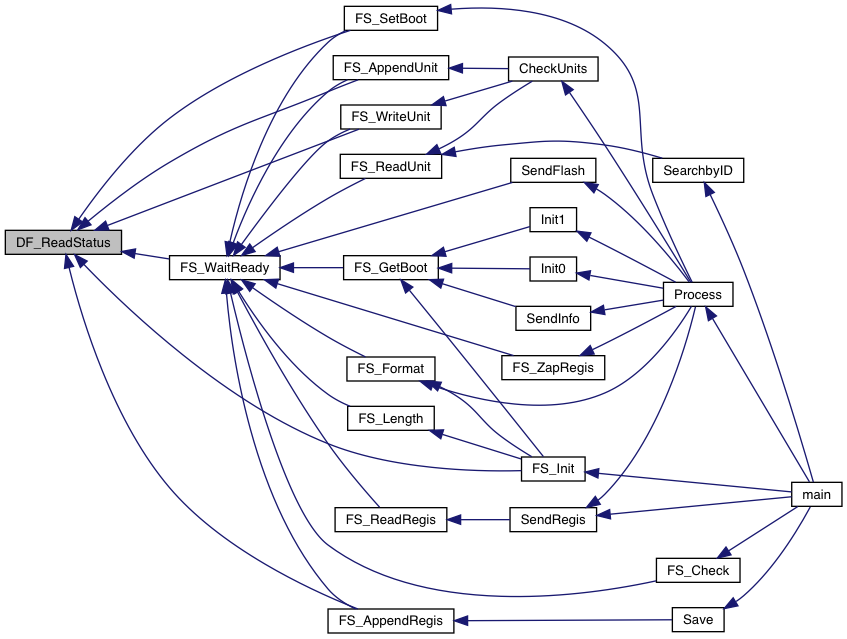 FS_SetBoot
FS_AppendUnit
CheckUnits
FS_WriteUnit
FS_ReadUnit
SendFlash
SearchbyID
Init1
DF_ReadStatus
FS_WaitReady
FS_GetBoot
Init0
Process
SendInfo
FS_Format
FS_ZapRegis
FS_Length
FS_Init
main
FS_ReadRegis
SendRegis
FS_Check
FS_AppendRegis
Save